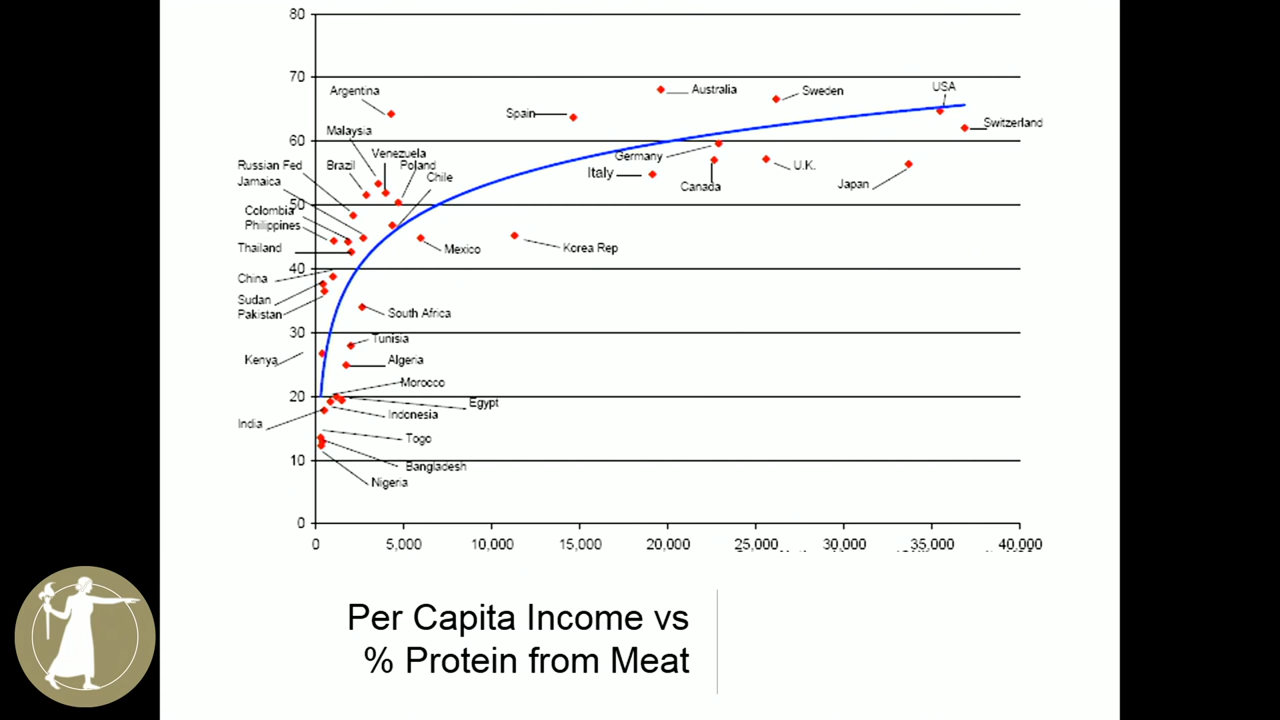 80
70
60
50
40
30
20
10
0
0 5,000 10,000 15,000 20,000 25,000 30,000 35,000 40,000
Argentina
Malaysia
Venezuela
Russian Fed
Brazil
Poland
Jamaica
Chile
Colombia
Philippines
Thailand
China
Sudan
Pakistan
Kenya
India
Spain
Australia
Sweden
USA
Switzerland
Germany
Italy
Canada
U.K.
Japan
Mexico
Korea Rep
South Africa
Tunisia
Algeria
Morocco
Egypt
Indonesia
Togo
Bangladesh
Nigeria
Per Capita Income vs
% Protein from Meat